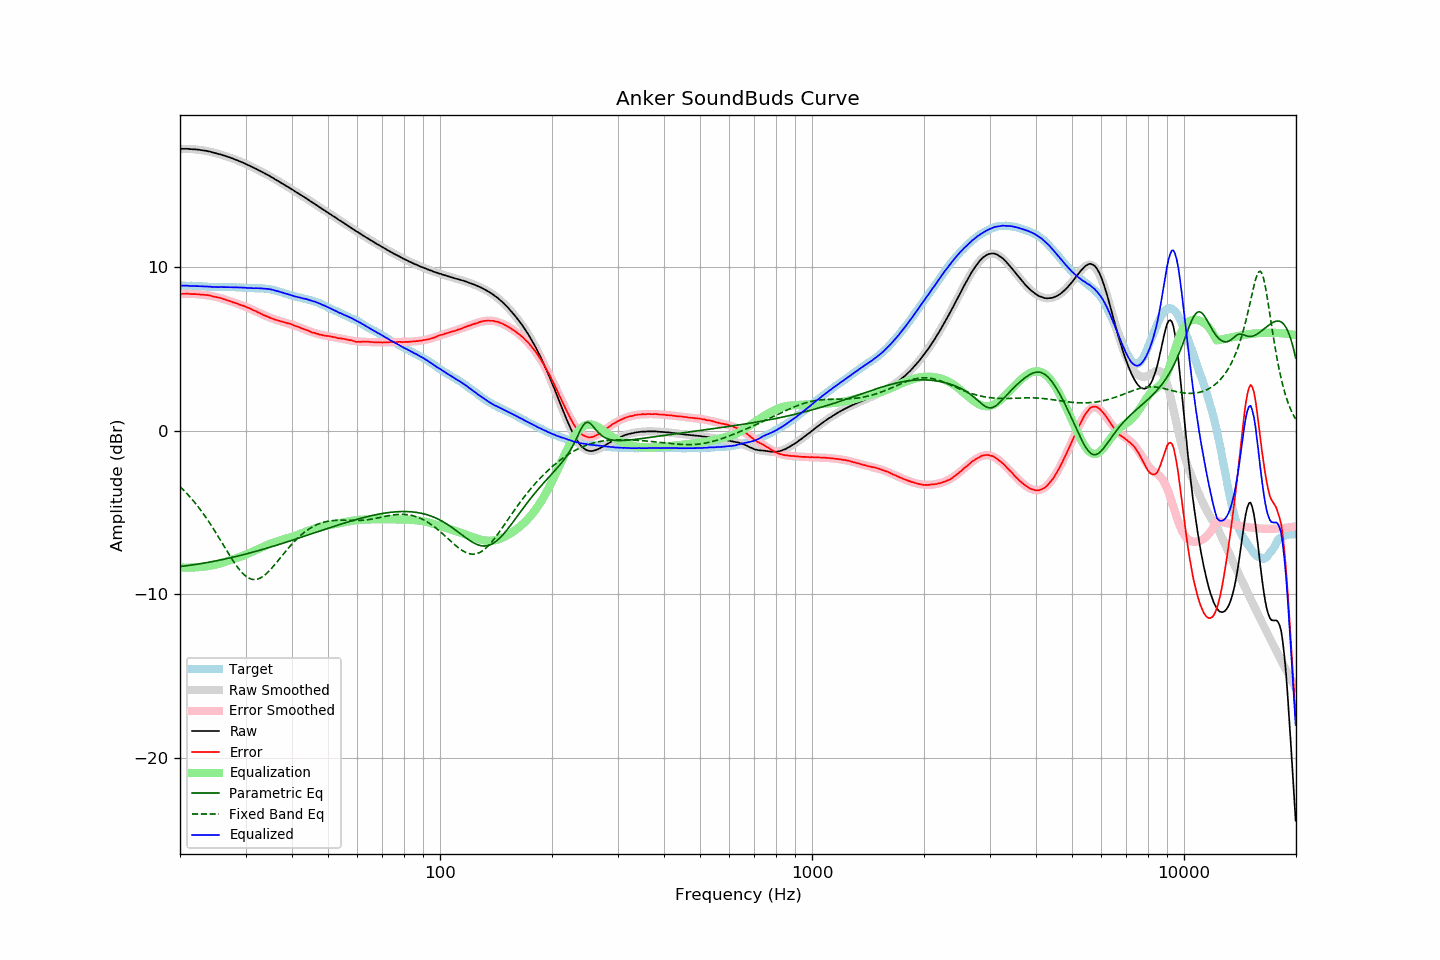 Anker SoundBuds Curve
10
0
−10
−20
Amplitude (dBr)
100
1000
10000
Frequency (Hz)
Target
Raw Smoothed
Error Smoothed
Raw
Error
Equalization
Parametric Eq
Fixed Band Eq
Equalized